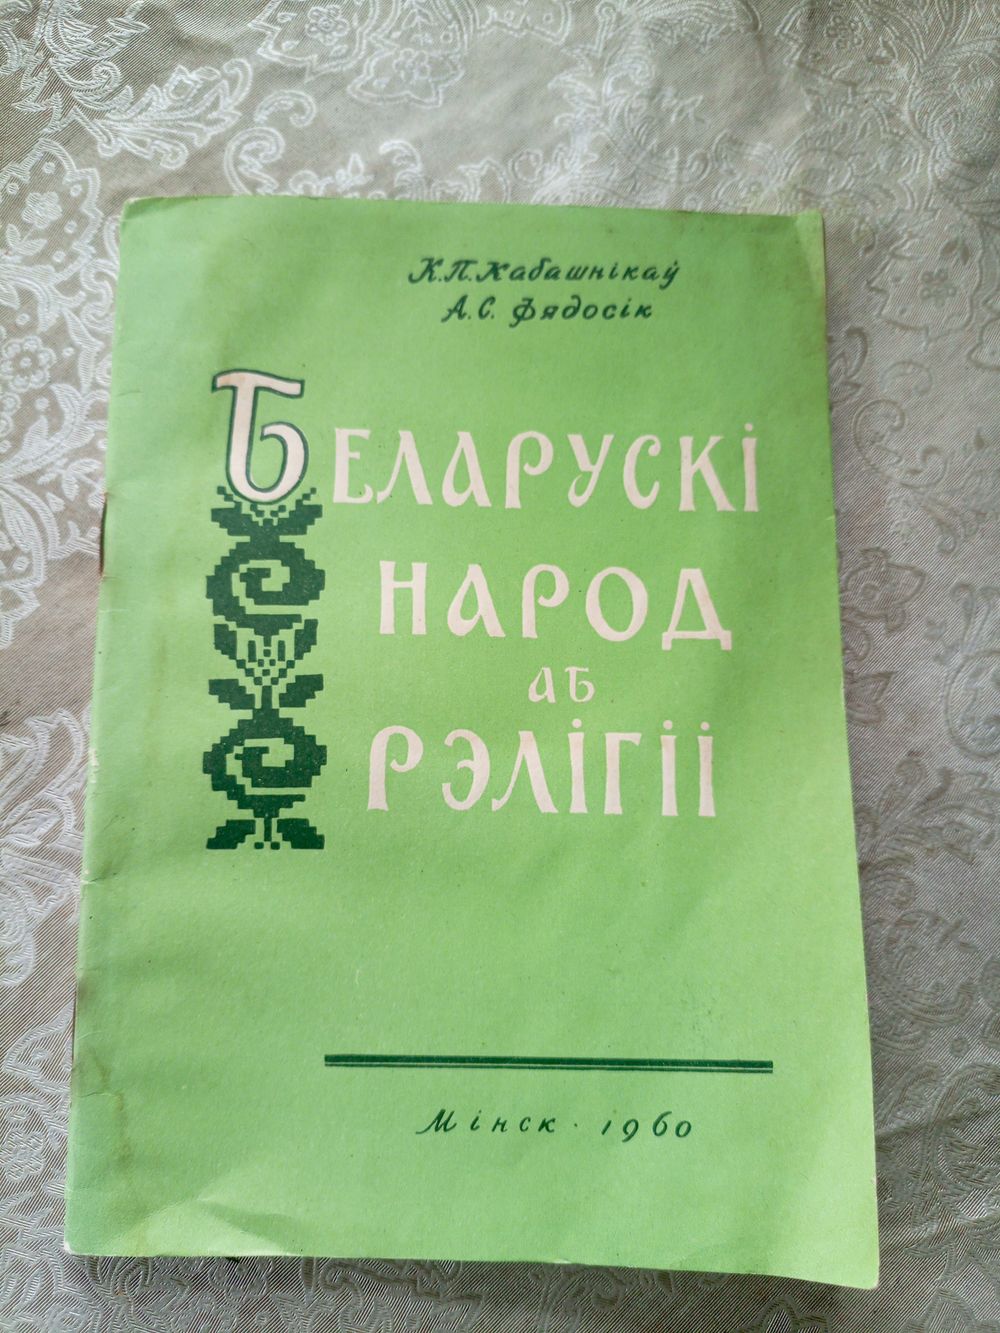 К.П. Кабашнікаў
А.С. Фядосік
БЕЛАРУСКІ
НАРОД
АБ
РЭЛІГІІ
Мінск · 1960